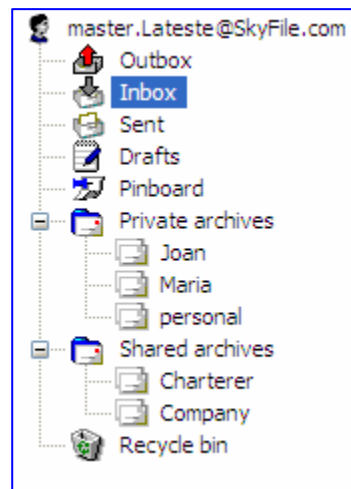 master.Lateste@SkyFile.com
Outbox
Inbox
Sent
Drafts
Pinboard
Private archives
Joan
Maria
personal
Shared archives
Charterer
Company
Recycle bin